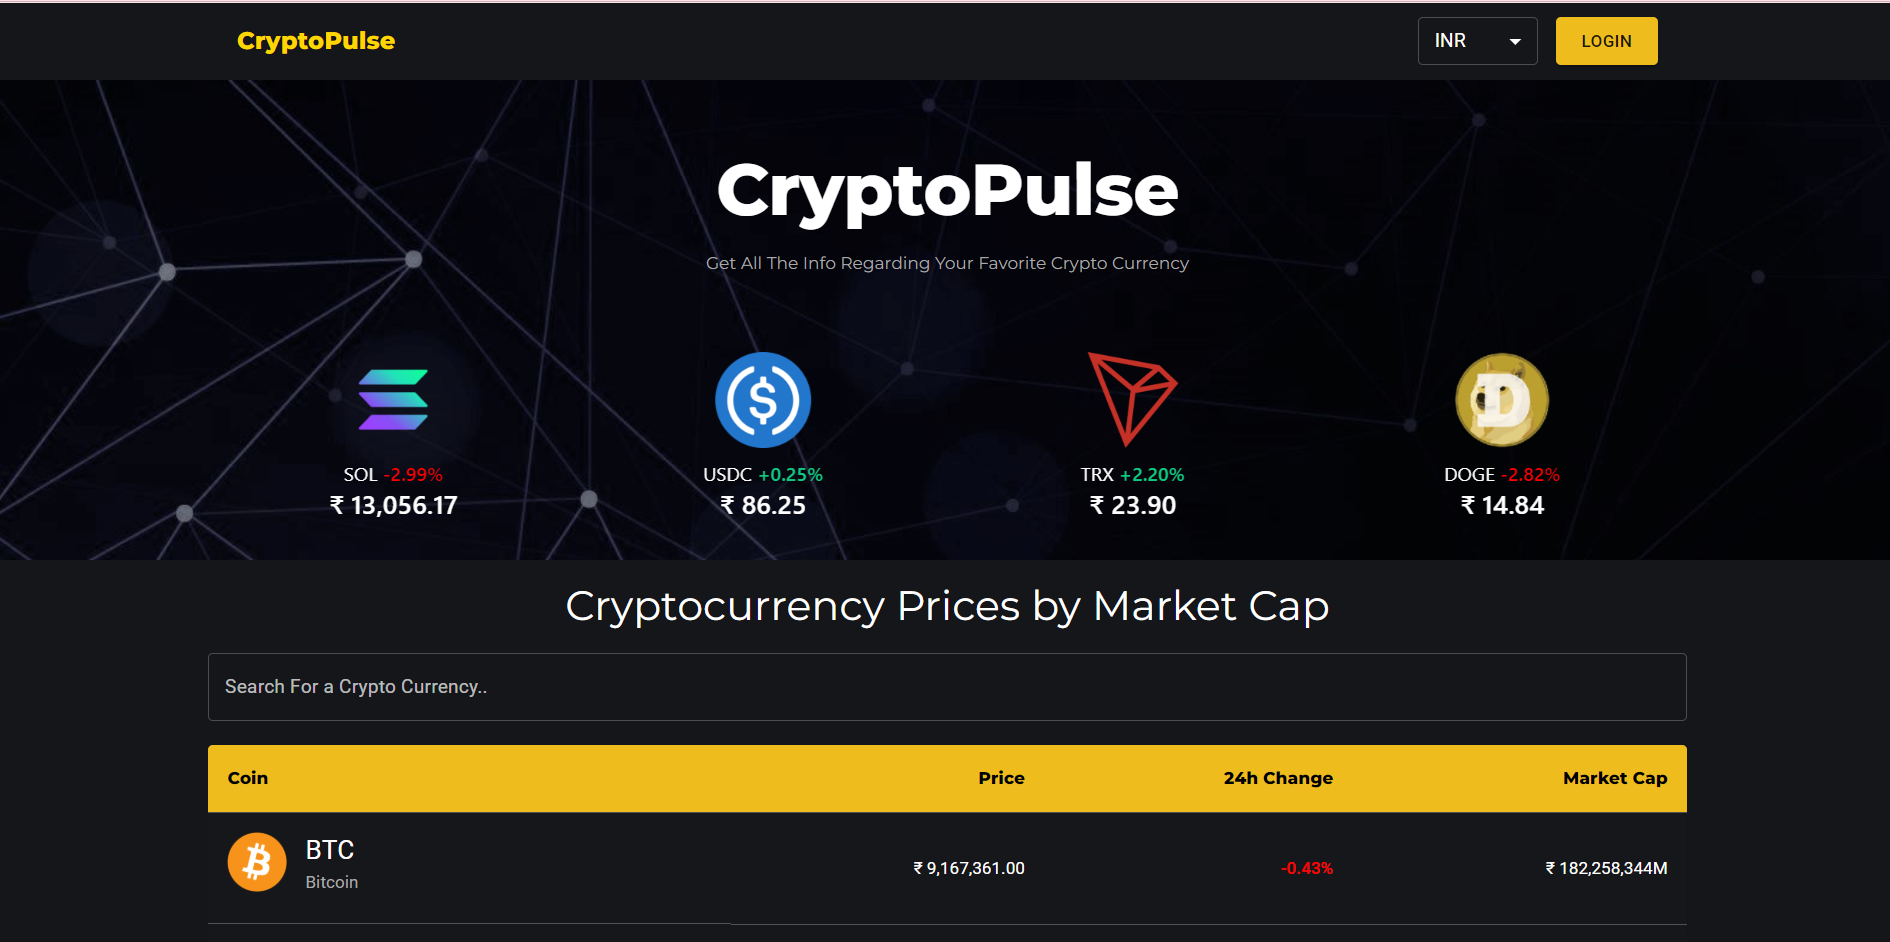 CryptoPulse
INR
LOGIN
CryptoPulse
Get All The Info Regarding Your Favorite Crypto Currency
SOL -2.99%
₹ 13,056.17
USDC +0.25%
₹ 86.25
TRX +2.20%
₹ 23.90
DOGE -2.82%
₹ 14.84
Cryptocurrency Prices by Market Cap
Search For a Crypto Currency..
Coin Price 24h Change Market Cap
BTC
Bitcoin
₹ 9,167,361.00 -0.43% ₹ 182,258,344M